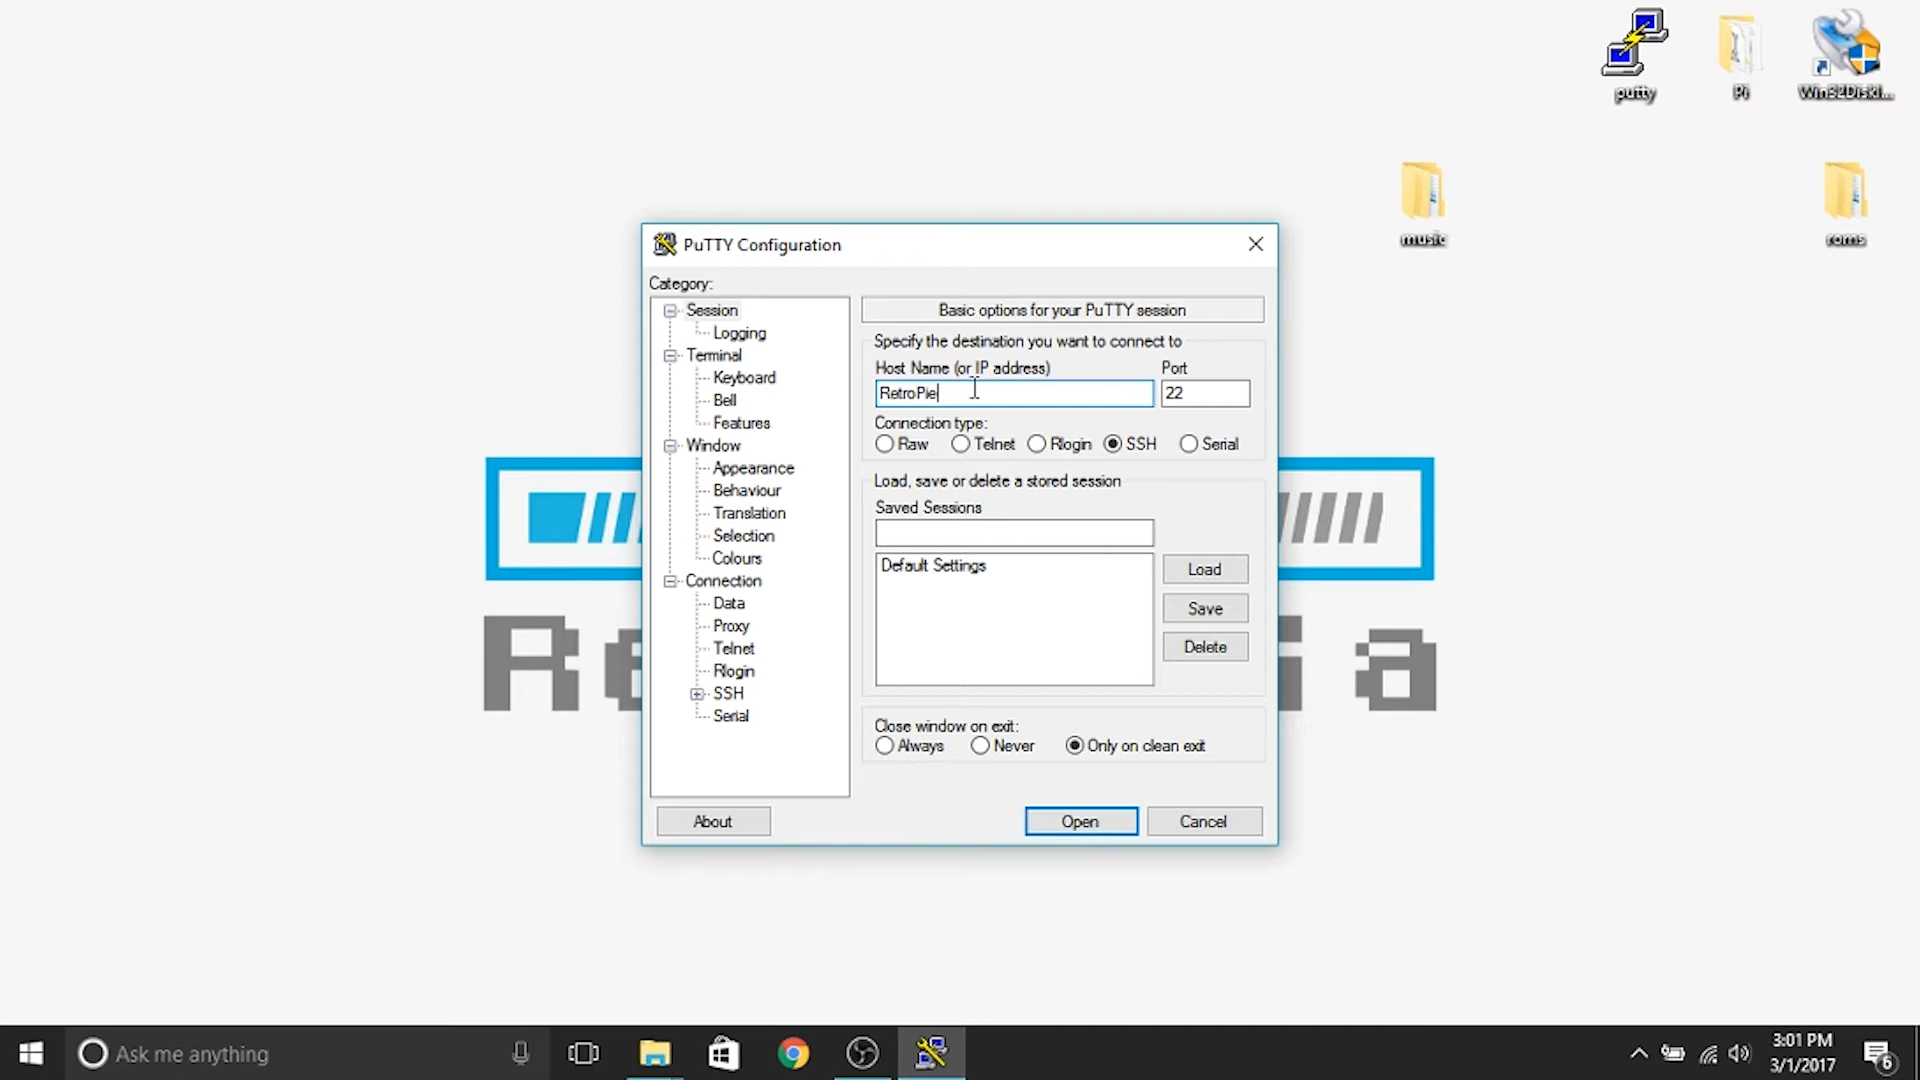 putty
Pi
Win32DiskI...
music
roms
PuTTY Configuration
Category:
Session
Logging
Terminal
Keyboard
Bell
Features
Window
Appearance
Behaviour
Translation
Selection
Colours
Connection
Data
Proxy
Telnet
Rlogin
SSH
Serial
Basic options for your PuTTY session
Specify the destination you want to connect to
Host Name (or IP address) Port
RetroPie 22
Connection type:
Raw Telnet Rlogin SSH Serial
Load, save or delete a stored session
Saved Sessions
Default Settings
Load
Save
Delete
Close window on exit:
Always Never Only on clean exit
About Open Cancel
Ask me anything
3:01 PM
3/1/2017
6